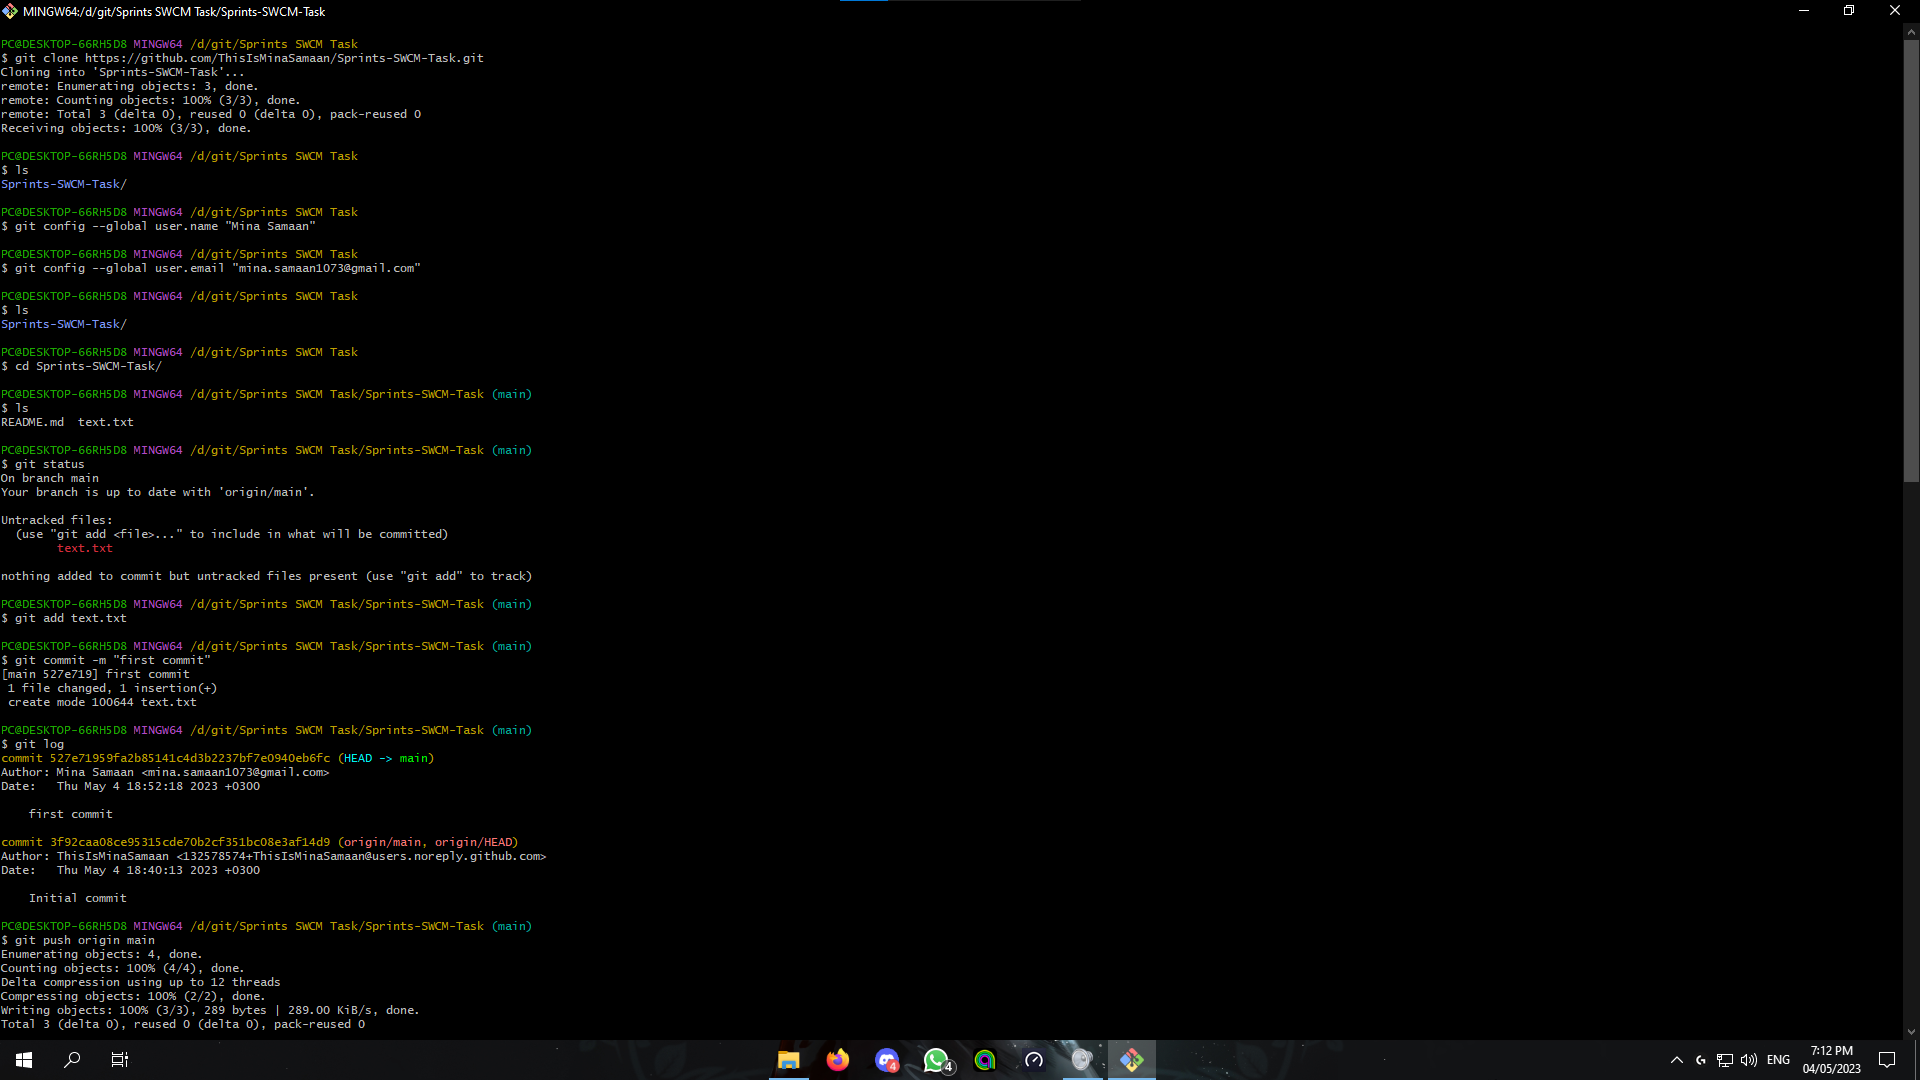 MINGW64:/d/git/Sprints SWCM Task/Sprints-SWCM-Task
PC@DESKTOP-66RH5D8 MINGW64 /d/git/Sprints SWCM Task
$ git clone https://github.com/ThisIsMinaSamaan/Sprints-SWCM-Task.git
Cloning into 'Sprints-SWCM-Task'...
remote: Enumerating objects: 3, done.
remote: Counting objects: 100% (3/3), done.
remote: Total 3 (delta 0), reused 0 (delta 0), pack-reused 0
Receiving objects: 100% (3/3), done.
PC@DESKTOP-66RH5D8 MINGW64 /d/git/Sprints SWCM Task
$ ls
Sprints-SWCM-Task/
PC@DESKTOP-66RH5D8 MINGW64 /d/git/Sprints SWCM Task
$ git config --global user.name "Mina Samaan"
PC@DESKTOP-66RH5D8 MINGW64 /d/git/Sprints SWCM Task
$ git config --global user.email "mina.samaan1073@gmail.com"
PC@DESKTOP-66RH5D8 MINGW64 /d/git/Sprints SWCM Task
$ ls
Sprints-SWCM-Task/
PC@DESKTOP-66RH5D8 MINGW64 /d/git/Sprints SWCM Task
$ cd Sprints-SWCM-Task/
PC@DESKTOP-66RH5D8 MINGW64 /d/git/Sprints SWCM Task/Sprints-SWCM-Task (main)
$ ls
README.md  text.txt
PC@DESKTOP-66RH5D8 MINGW64 /d/git/Sprints SWCM Task/Sprints-SWCM-Task (main)
$ git status
On branch main
Your branch is up to date with 'origin/main'.
Untracked files:
(use "git add <file>..." to include in what will be committed)
text.txt
nothing added to commit but untracked files present (use "git add" to track)
PC@DESKTOP-66RH5D8 MINGW64 /d/git/Sprints SWCM Task/Sprints-SWCM-Task (main)
$ git add text.txt
PC@DESKTOP-66RH5D8 MINGW64 /d/git/Sprints SWCM Task/Sprints-SWCM-Task (main)
$ git commit -m "first commit"
[main 527e719] first commit
1 file changed, 1 insertion(+)
create mode 100644 text.txt
PC@DESKTOP-66RH5D8 MINGW64 /d/git/Sprints SWCM Task/Sprints-SWCM-Task (main)
$ git log
commit 527e71959fa2b85141c4d3b2237bf7e0940eb6fc (HEAD -> main)
Author: Mina Samaan <mina.samaan1073@gmail.com>
Date:   Thu May 4 18:52:18 2023 +0300
first commit
commit 3f92caa08ce95315cde70b2cf351bc08e3af14d9 (origin/main, origin/HEAD)
Author: ThisIsMinaSamaan <132578574+ThisIsMinaSamaan@users.noreply.github.com>
Date:   Thu May 4 18:40:13 2023 +0300
Initial commit
PC@DESKTOP-66RH5D8 MINGW64 /d/git/Sprints SWCM Task/Sprints-SWCM-Task (main)
$ git push origin main
Enumerating objects: 4, done.
Counting objects: 100% (4/4), done.
Delta compression using up to 12 threads
Compressing objects: 100% (2/2), done.
Writing objects: 100% (3/3), 289 bytes | 289.00 KiB/s, done.
Total 3 (delta 0), reused 0 (delta 0), pack-reused 0
4
4
ENG
7:12 PM
04/05/2023